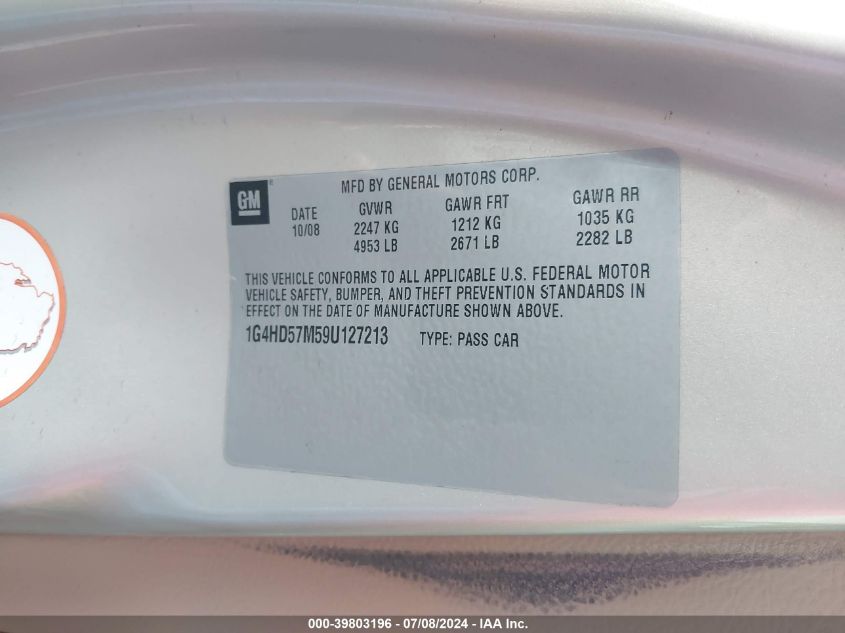 GM
®
MFD BY GENERAL MOTORS CORP.
DATE GVWR GAWR FRT GAWR RR
10/08 2247 KG 1212 KG 1035 KG
4953 LB 2671 LB 2282 LB
THIS VEHICLE CONFORMS TO ALL APPLICABLE U.S. FEDERAL MOTOR
VEHICLE SAFETY, BUMPER, AND THEFT PREVENTION STANDARDS IN
EFFECT ON THE DATE OF MANUFACTURE SHOWN ABOVE.
1G4HD57M59U127213 TYPE: PASS CAR
000-39803196 - 07/08/2024 - IAA Inc.